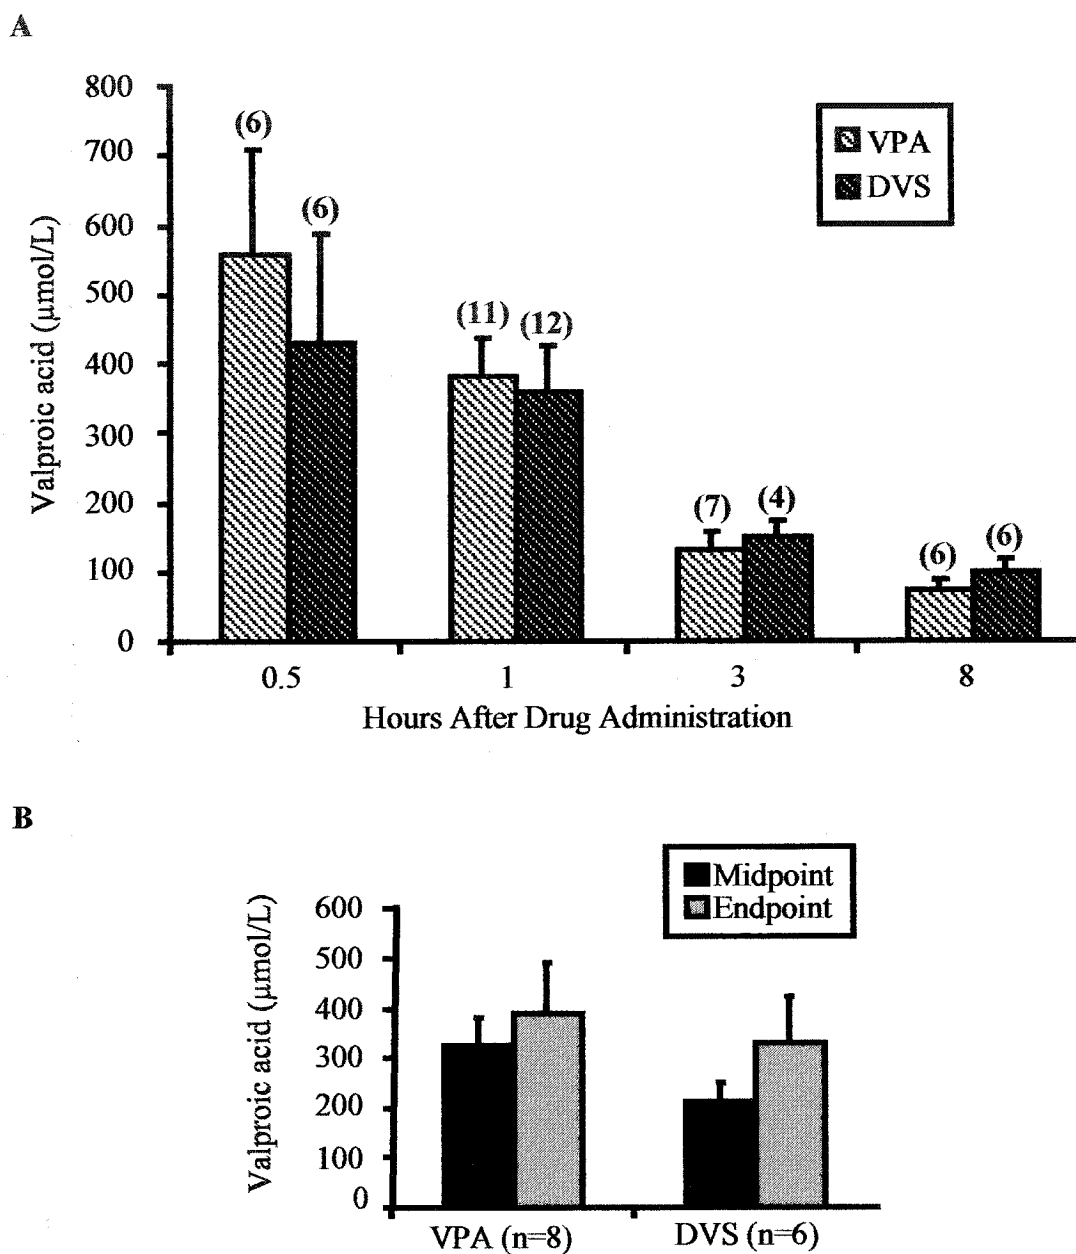 A
800
700
600
500
400
300
200
100
0
Valproic acid (μmol/L)
(6)
(6)
(11)
(12)
(7)
(4)
(6)
(6)
VPA
DVS
0.5 1 3 8
Hours After Drug Administration
B
600
500
400
300
200
100
0
Valproic acid (μmol/L)
Midpoint
Endpoint
VPA (n=8) DVS (n=6)